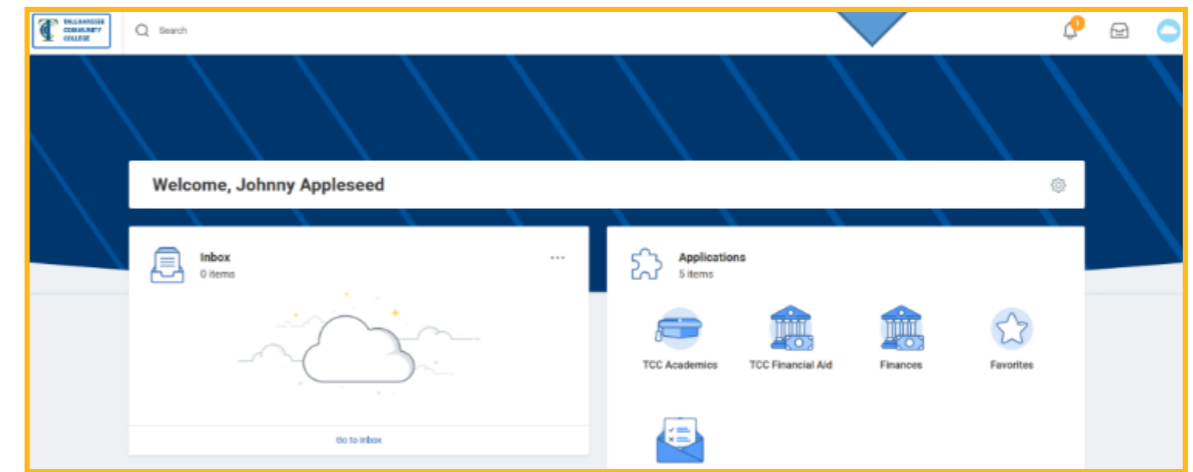 TALLAHASSEE
COMMUNITY
COLLEGE
Search
1
Welcome, Johnny Appleseed
Inbox
0 items
Applications
5 items
TCC Academics
TCC Financial Aid
Finances
Favorites
Go to Inbox